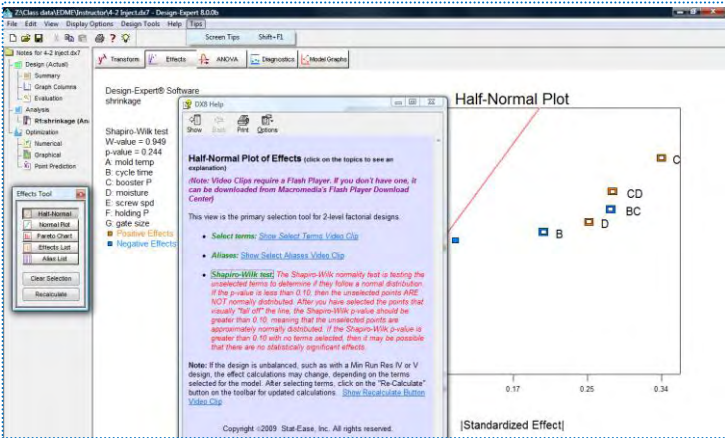 Z:\Class data\EDME\Instructor\4-2 Inject.dx7 - Design-Expert 8.0.0b
File Edit View Display Options Design Tools Help Tips
Screen Tips Shift-F1
Notes for 4-2 Inject.dx7
Design (Actual)
Summary
Graph Columns
Evaluation
Analysis
R1:shrinkage (An
Optimization
Numerical
Graphical
Point Prediction
Transform
Effects
ANOVA
Diagnostics
Model Graphs
Effects Tool
Half-Normal
Normal Plot
Pareto Chart
Effects List
Alias List
Clear Selection
Recalculate
Design-Expert® Software
shrinkage
Shapiro-Wilk test
W-value = 0.949
p-value = 0.244
A: mold temp
B: cycle time
C: booster P
D: moisture
E: screw spd
F: holding P
G: gate size
Positive Effects
Negative Effects
DX8 Help
Show Back Print Options
Half-Normal Plot of Effects (click on the topics to see an
explanation)
(Note: Video Clips require a Flash Player. If you don't have one, it
can be downloaded from Macromedia's Flash Player Download
Center)
This view is the primary selection tool for 2-level factorial designs.
• Select terms: Show Select Terms Video Clip
• Aliases: Show Select Aliases Video Clip
• Shapiro-Wilk test: The Shapiro-Wilk normality test is testing the
unselected terms to determine if they follow a normal distribution.
If the p-value is less than 0.10, then the unselected points ARE
NOT normally distributed. After you have selected the points that
visually "fall off" the line, the Shapiro-Wilk p-value should be
greater than 0.10, meaning that the unselected points are
approximately normally distributed. If the Shapiro-Wilk p-value is
greater than 0.10 with no terms selected, then it may be possible
that there are no statistically significant effects.
Note: If the design is unbalanced, such as with a Min Run Res IV or V
design, the effect calculations may change, depending on the terms
selected for the model. After selecting terms, click on the "Re-Calculate"
button on the toolbar for updated calculations. Show Recalculate Button
Video Clip
Copyright ©2009 Stat-Ease, Inc. All rights reserved.
Half-Normal Plot
C
CD
BC
D
B
0.17 0.25 0.34
|Standardized Effect|